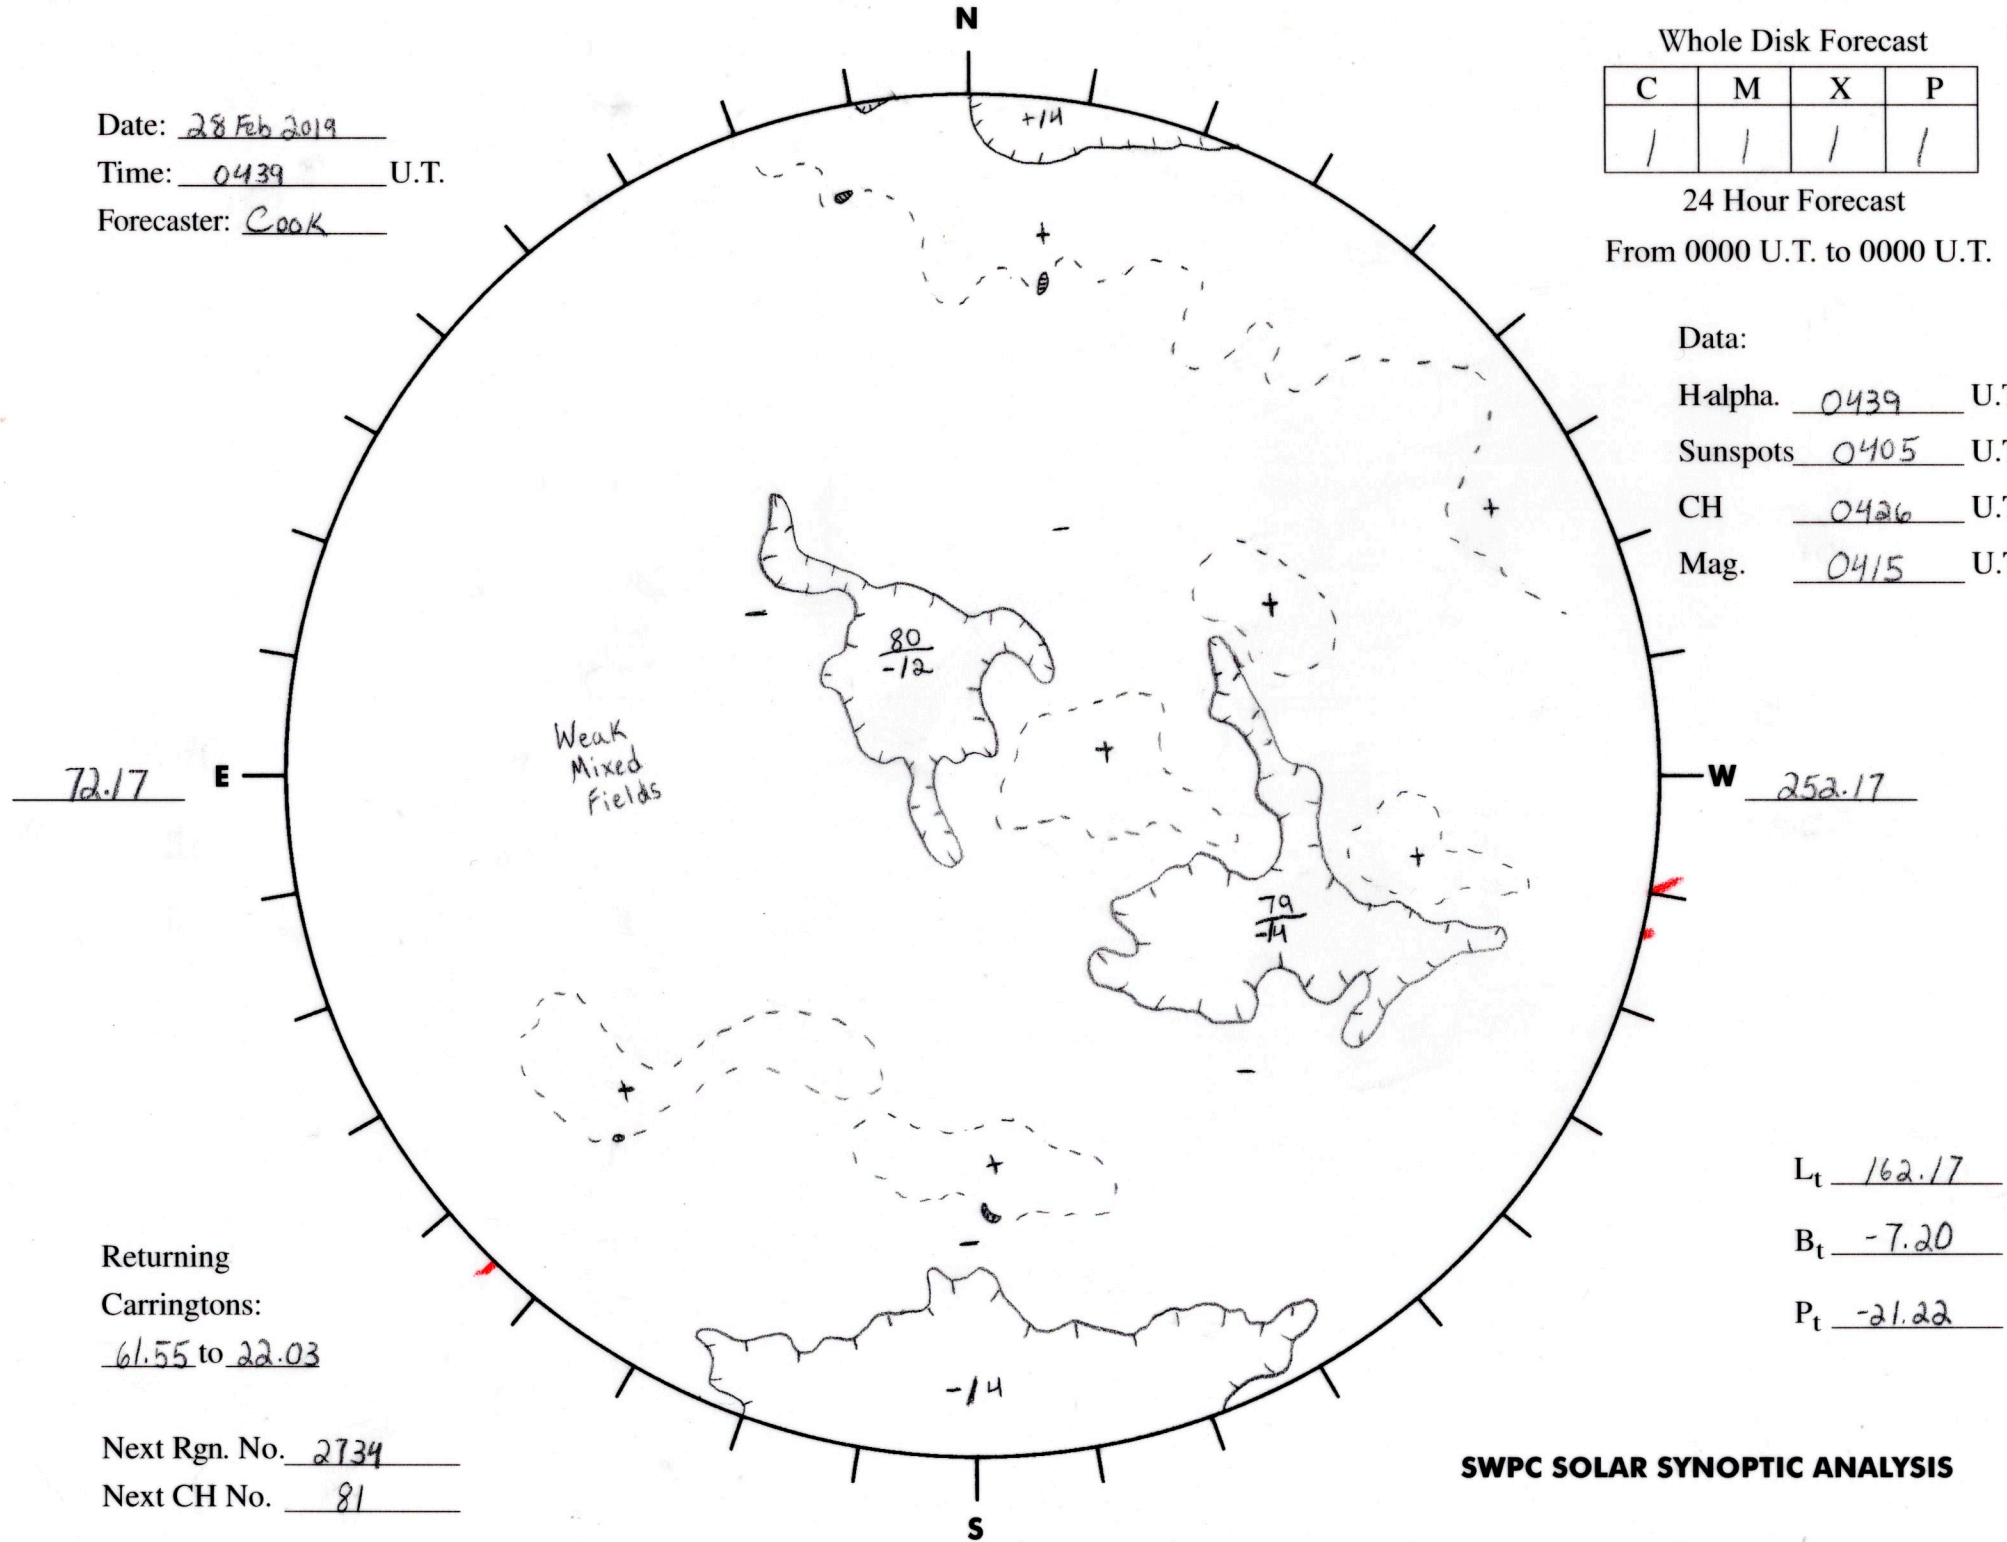 N
Whole Disk Forecast
C M X P
1 1 1 1
24 Hour Forecast
From 0000 U.T. to 0000 U.T.
Date: 28 Feb 2019
Time: 0439 U.T.
Forecaster: Cook
+14
+
Data:
H-alpha. 0439 U.T
Sunspots 0405 U.T
CH 0426 U.T
Mag. 0415 U.T
+
-
+
-
80
-12
+
Weak
Mixed
Fields
72.17 E
W 252.17
+
79
-14
-
+
+
-
-14
Lt 162.17
Bt -7.20
Pt -21.22
Returning
Carringtons:
61.55 to 22.03
Next Rgn. No. 2734
Next CH No. 81
SWPC SOLAR SYNOPTIC ANALYSIS
S